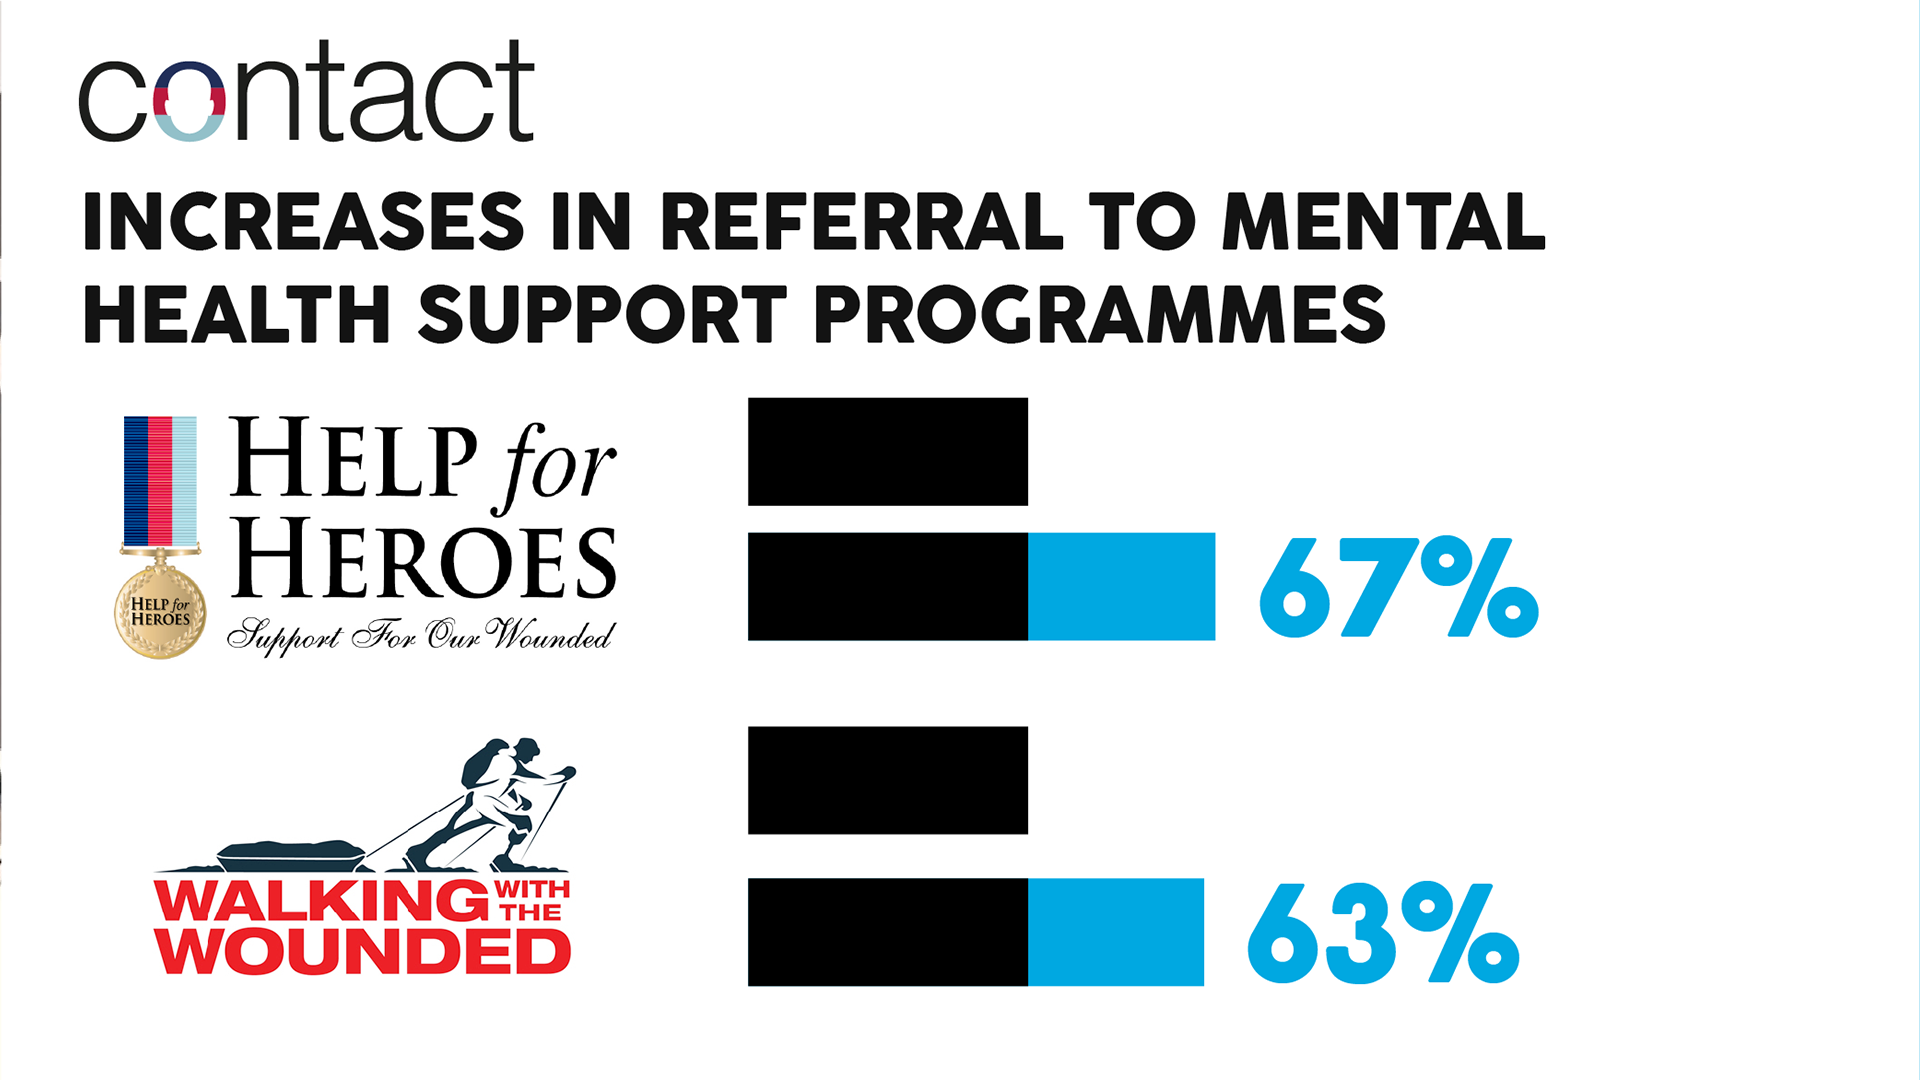 contact
INCREASES IN REFERRAL TO MENTAL
HEALTH SUPPORT PROGRAMMES
HELP for
HEROES
Support For Our Wounded
HELP for
HEROES
67%
WALKING WITH THE
WOUNDED
63%